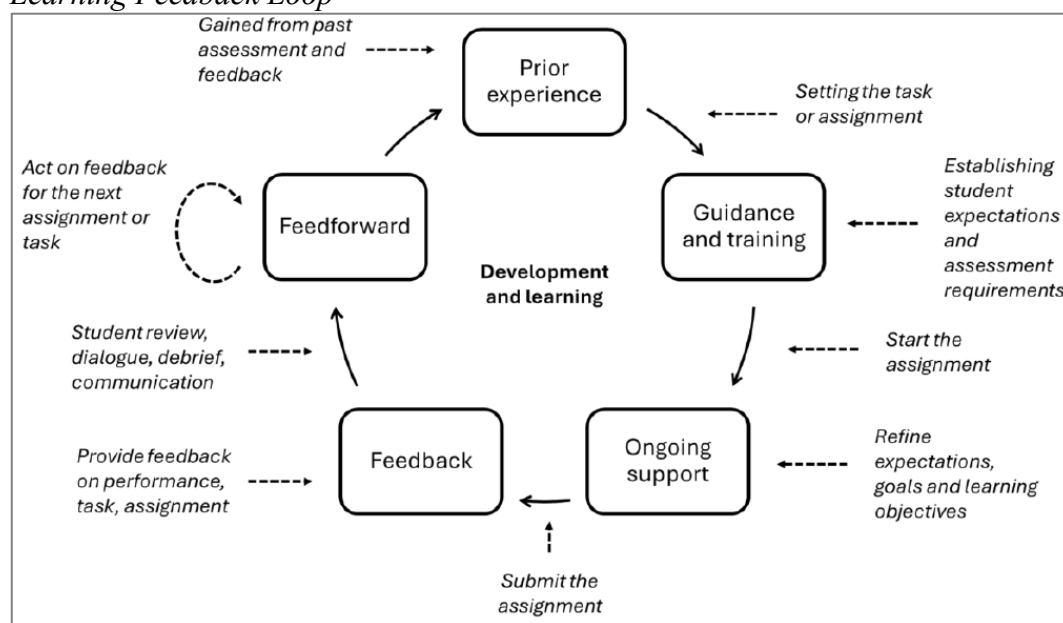 Learning Feedback Loop
Gained from past
assessment and
feedback
Prior
experience
Setting the task
or assignment
Establishing
student
expectations
and
assessment
requirements
Guidance
and training
Start the
assignment
Refine
expectations,
goals and learning
objectives
Ongoing
support
Submit the
assignment
Feedback
Provide feedback
on performance,
task, assignment
Student review,
dialogue, debrief,
communication
Feedforward
Act on feedback
for the next
assignment or
task
Development
and learning